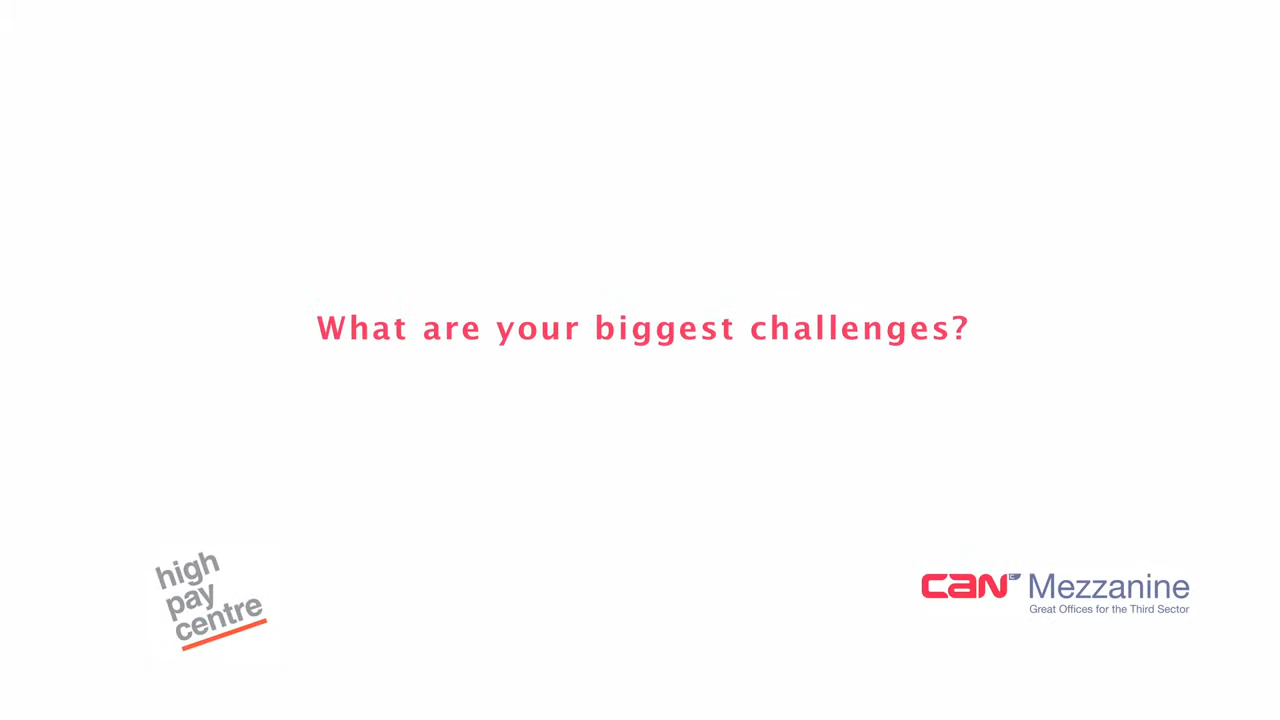 What are your biggest challenges?
high
pay
centre
can Mezzanine
Great Offices for the Third Sector